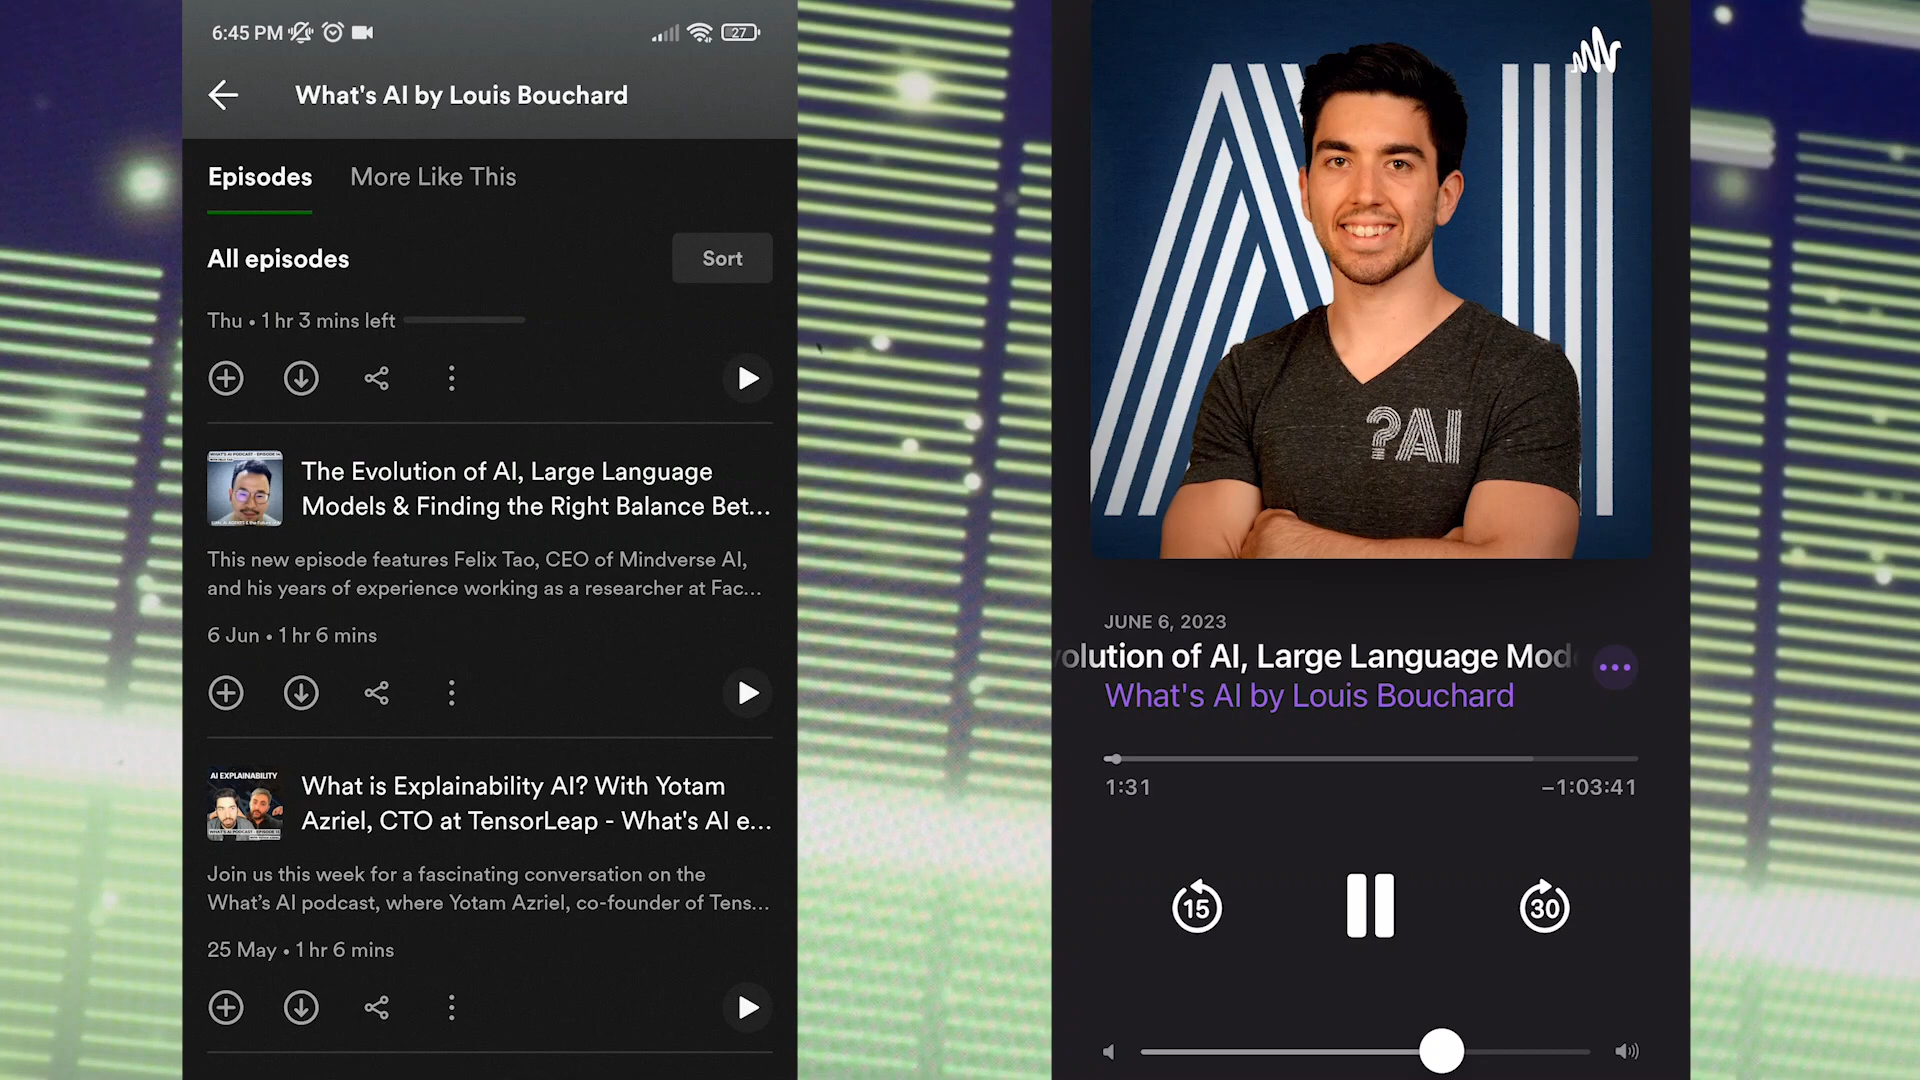 6:45 PM
27
What's AI by Louis Bouchard
Episodes
More Like This
All episodes
Sort
Thu • 1 hr 3 mins left
The Evolution of AI, Large Language
Models & Finding the Right Balance Bet...
This new episode features Felix Tao, CEO of Mindverse AI,
and his years of experience working as a researcher at Fac...
6 Jun • 1 hr 6 mins
AI EXPLAINABILITY
What is Explainability AI? With Yotam
Azriel, CTO at TensorLeap - What's AI e...
Join us this week for a fascinating conversation on the
What's AI podcast, where Yotam Azriel, co-founder of Tens...
25 May • 1 hr 6 mins
AI
?AI
JUNE 6, 2023
olution of AI, Large Language Mod
What's AI by Louis Bouchard
1:31
−1:03:41
15
30